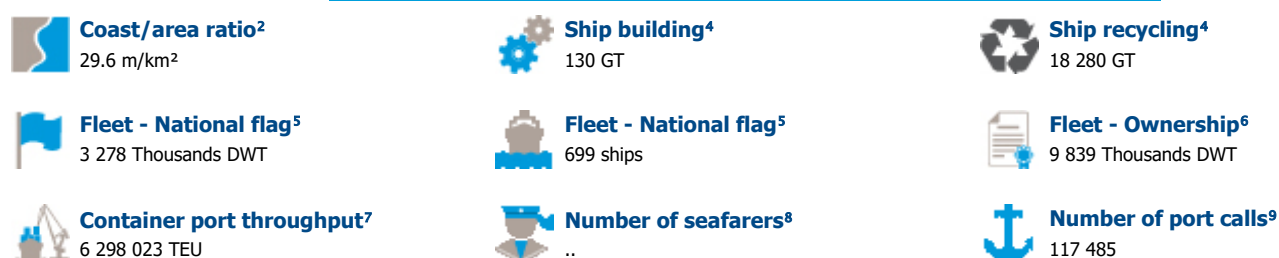 Coast/area ratio²
29.6 m/km²
Ship building⁴
130 GT
Ship recycling⁴
18 280 GT
Fleet - National flag⁵
3 278 Thousands DWT
Fleet - National flag⁵
699 ships
Fleet - Ownership⁶
9 839 Thousands DWT
Container port throughput⁷
6 298 023 TEU
Number of seafarers⁸
..
Number of port calls⁹
117 485